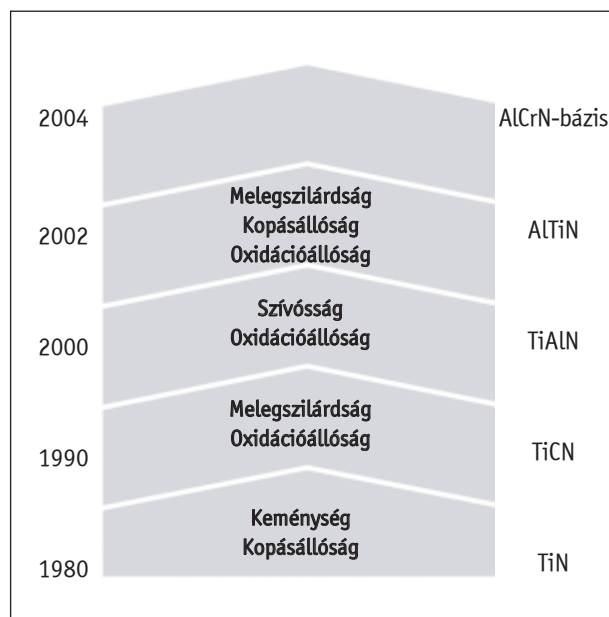 2004
AlCrN-bázis
Melegszilárdság
Kopásállóság
Oxidációállóság
2002
AlTiN
Szívósság
Oxidációállóság
2000
TiAlN
Melegszilárdság
Oxidációállóság
1990
TiCN
Keménység
Kopásállóság
1980
TiN